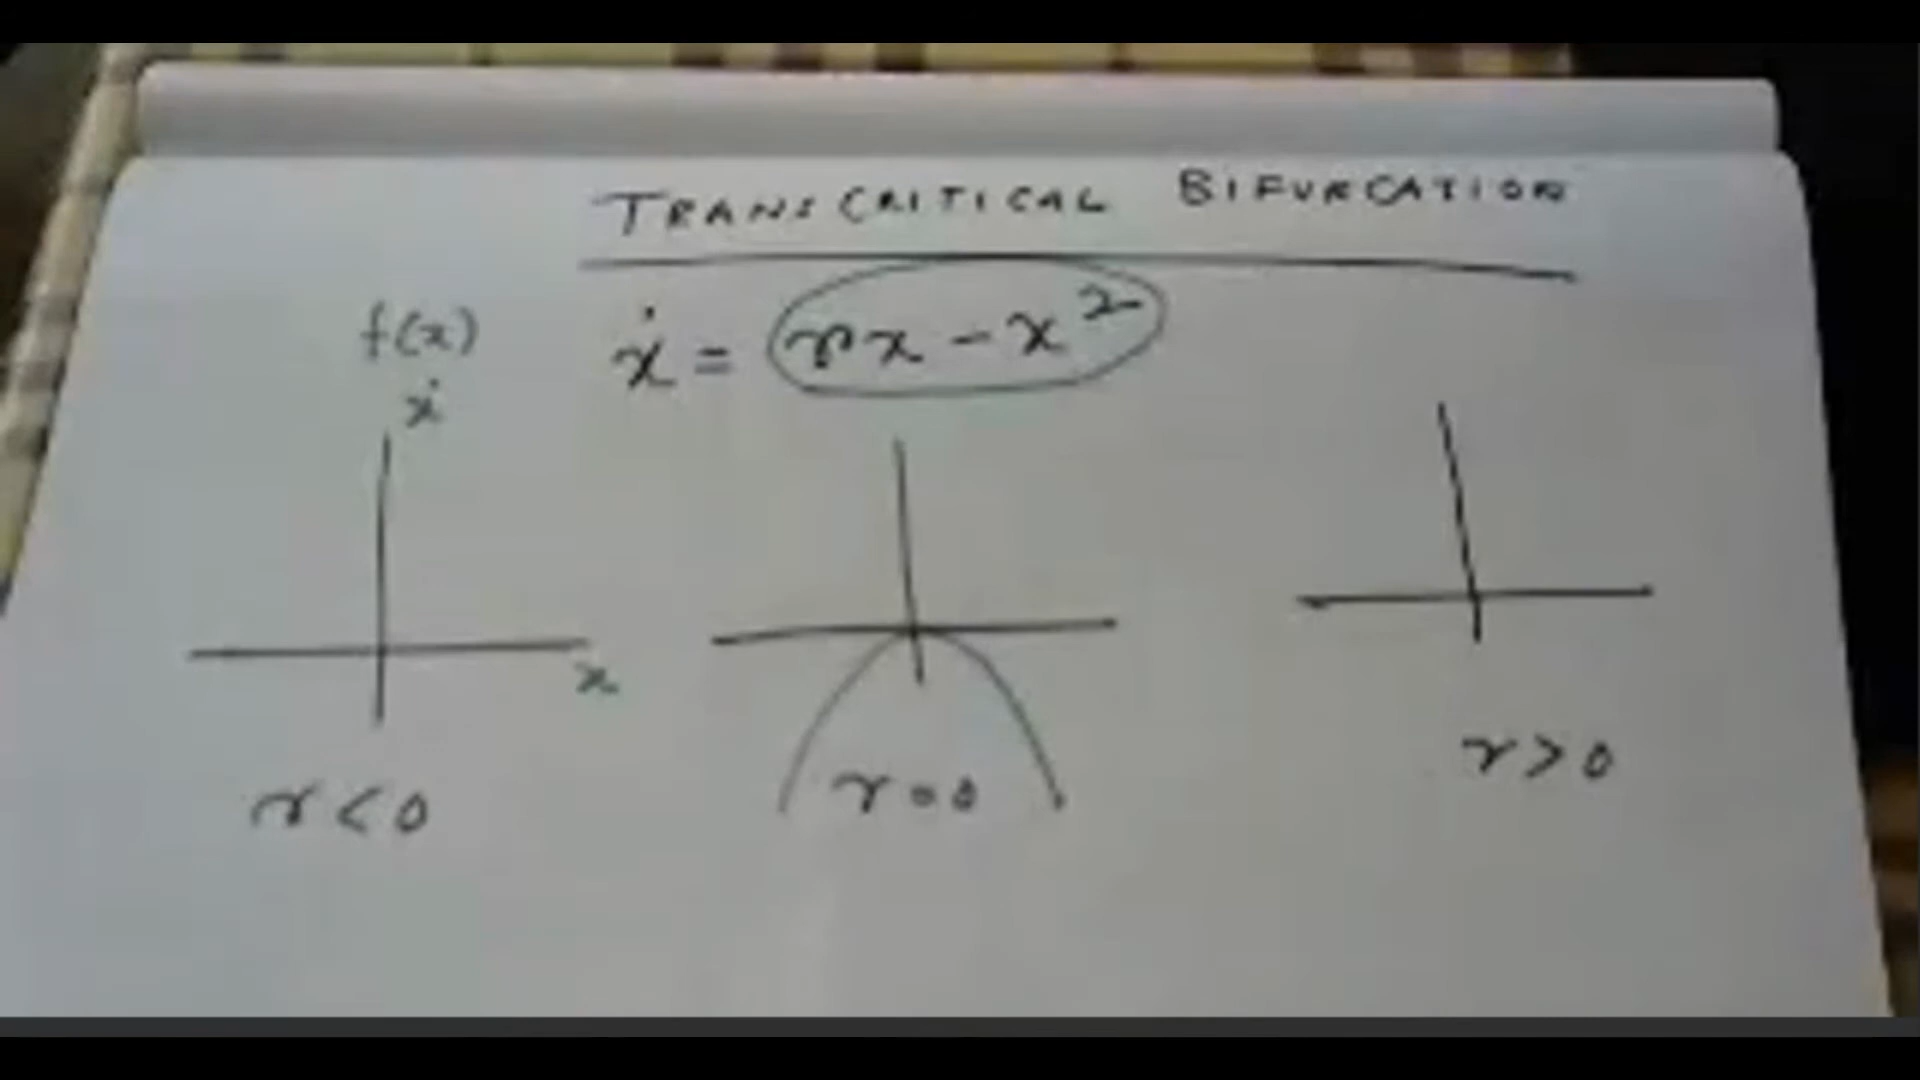 TRANSCRITICAL BIFURCATION
f(x)
ẋ = rx - x²
ẋ
x
r < 0
r = 0
r > 0